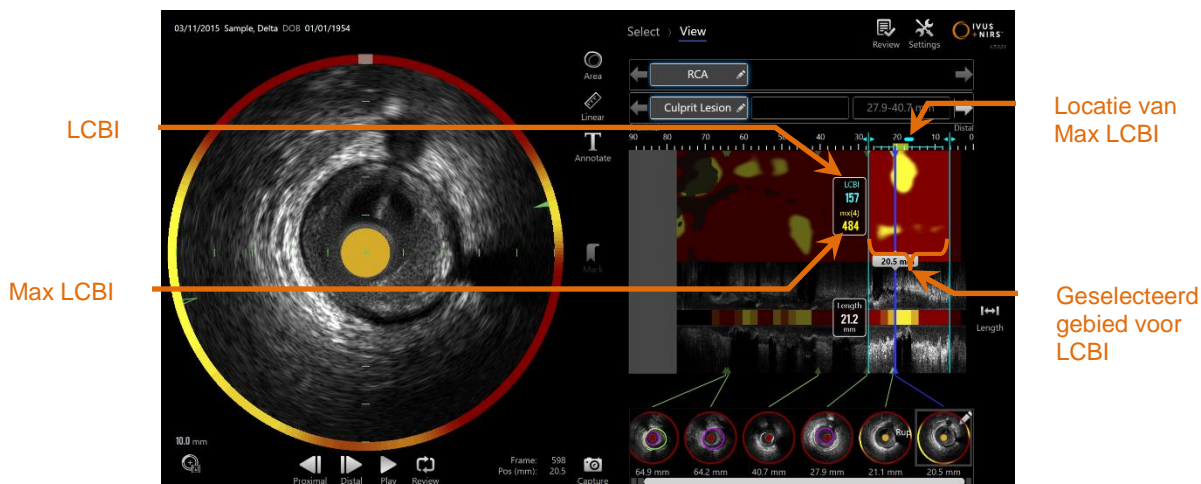 03/11/2015 Sample, Delta DOB 01/01/1954
Select > View
Review
Settings
IVUS
+NIRS
Area
Linear
T
Annotate
Mark
RCA
Culprit Lesion
27.9-40.7 mm
Distal
90 80 70 60 50 40 30 20 10 0
LCBI
157
mx(4)
484
20.5 mm
Length
21.2
mm
Length
LCBI
Max LCBI
Locatie van
Max LCBI
Geselecteerd
gebied voor
LCBI
10.0 mm
Proximal
Distal
Play
Review
Frame: 598
Pos (mm): 20.5
Capture
Rup
64.9 mm
64.2 mm
40.7 mm
27.9 mm
21.1 mm
20.5 mm